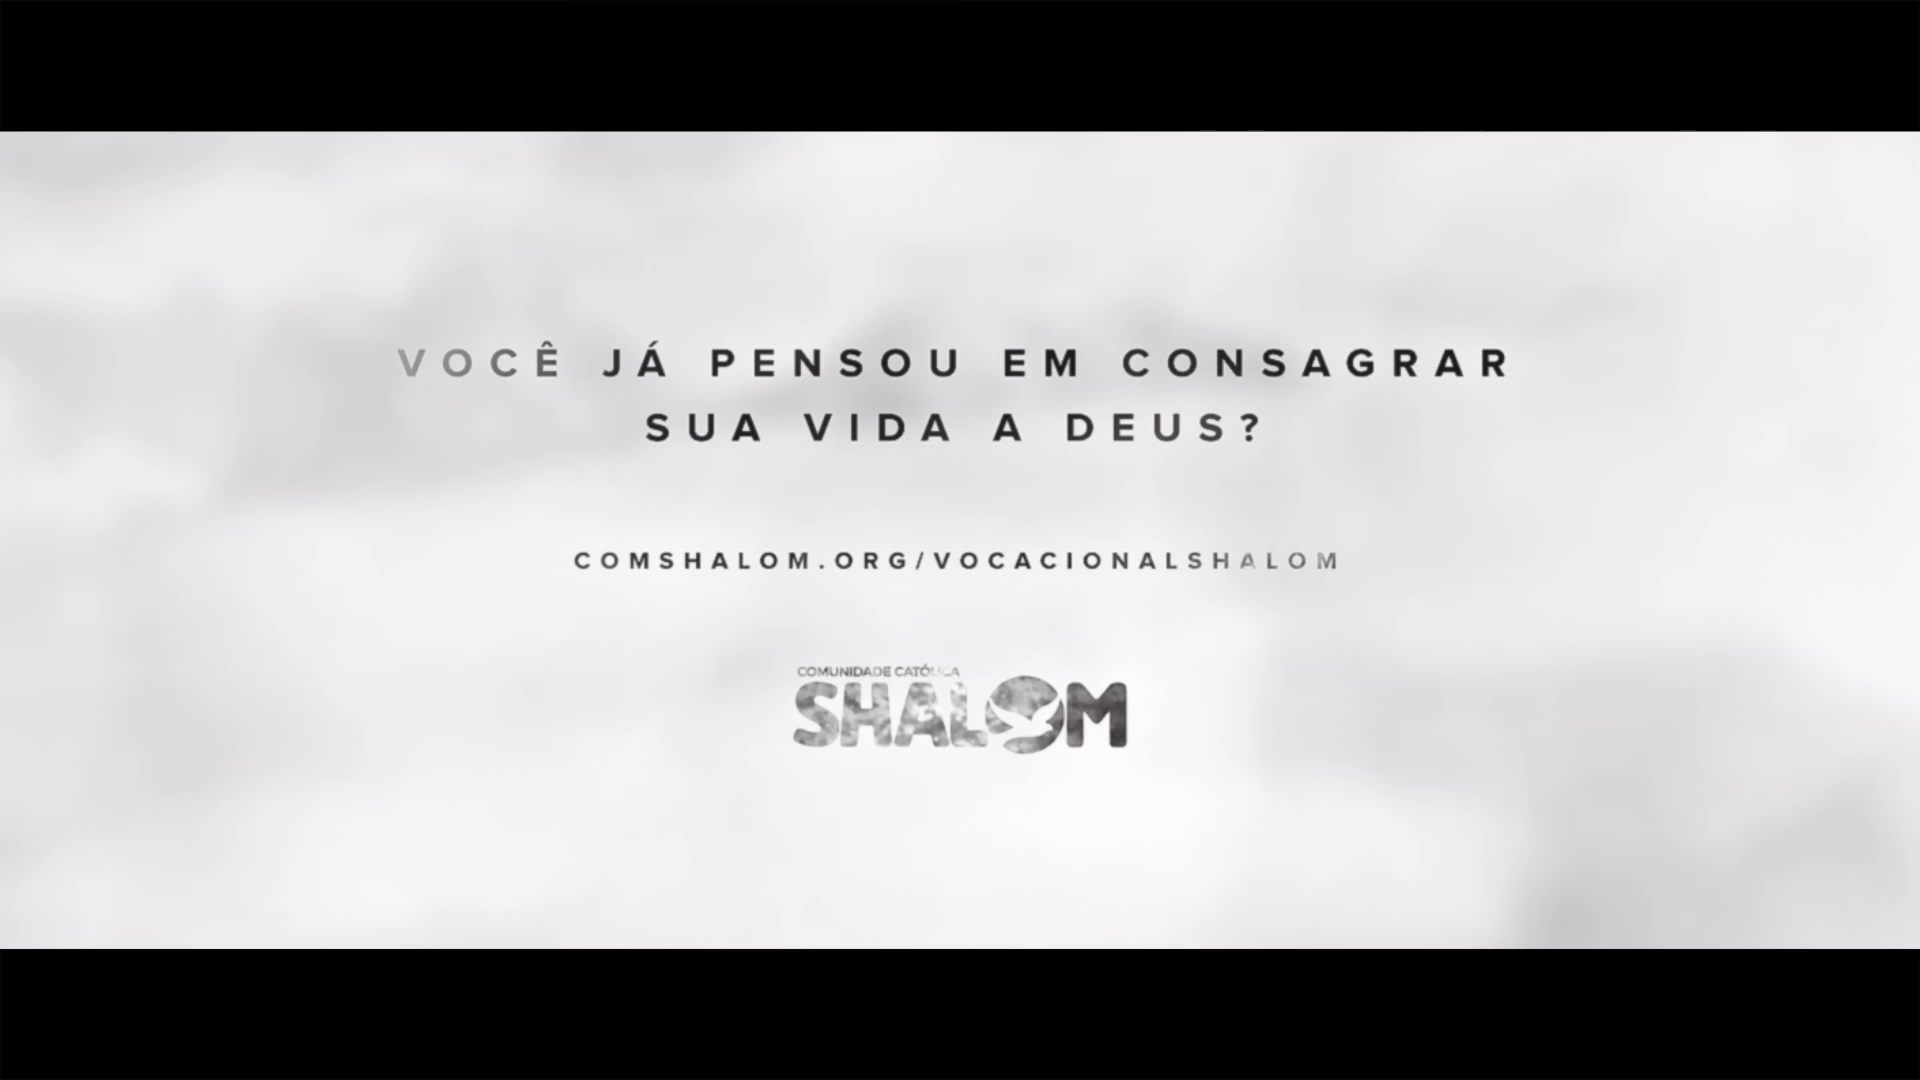 VOCÊ JÁ PENSOU EM CONSAGRAR
SUA VIDA A DEUS?
COMSHALOM.ORG/VOCACIONALSHALOM
COMUNIDADE CATÓLICA
SHALOM